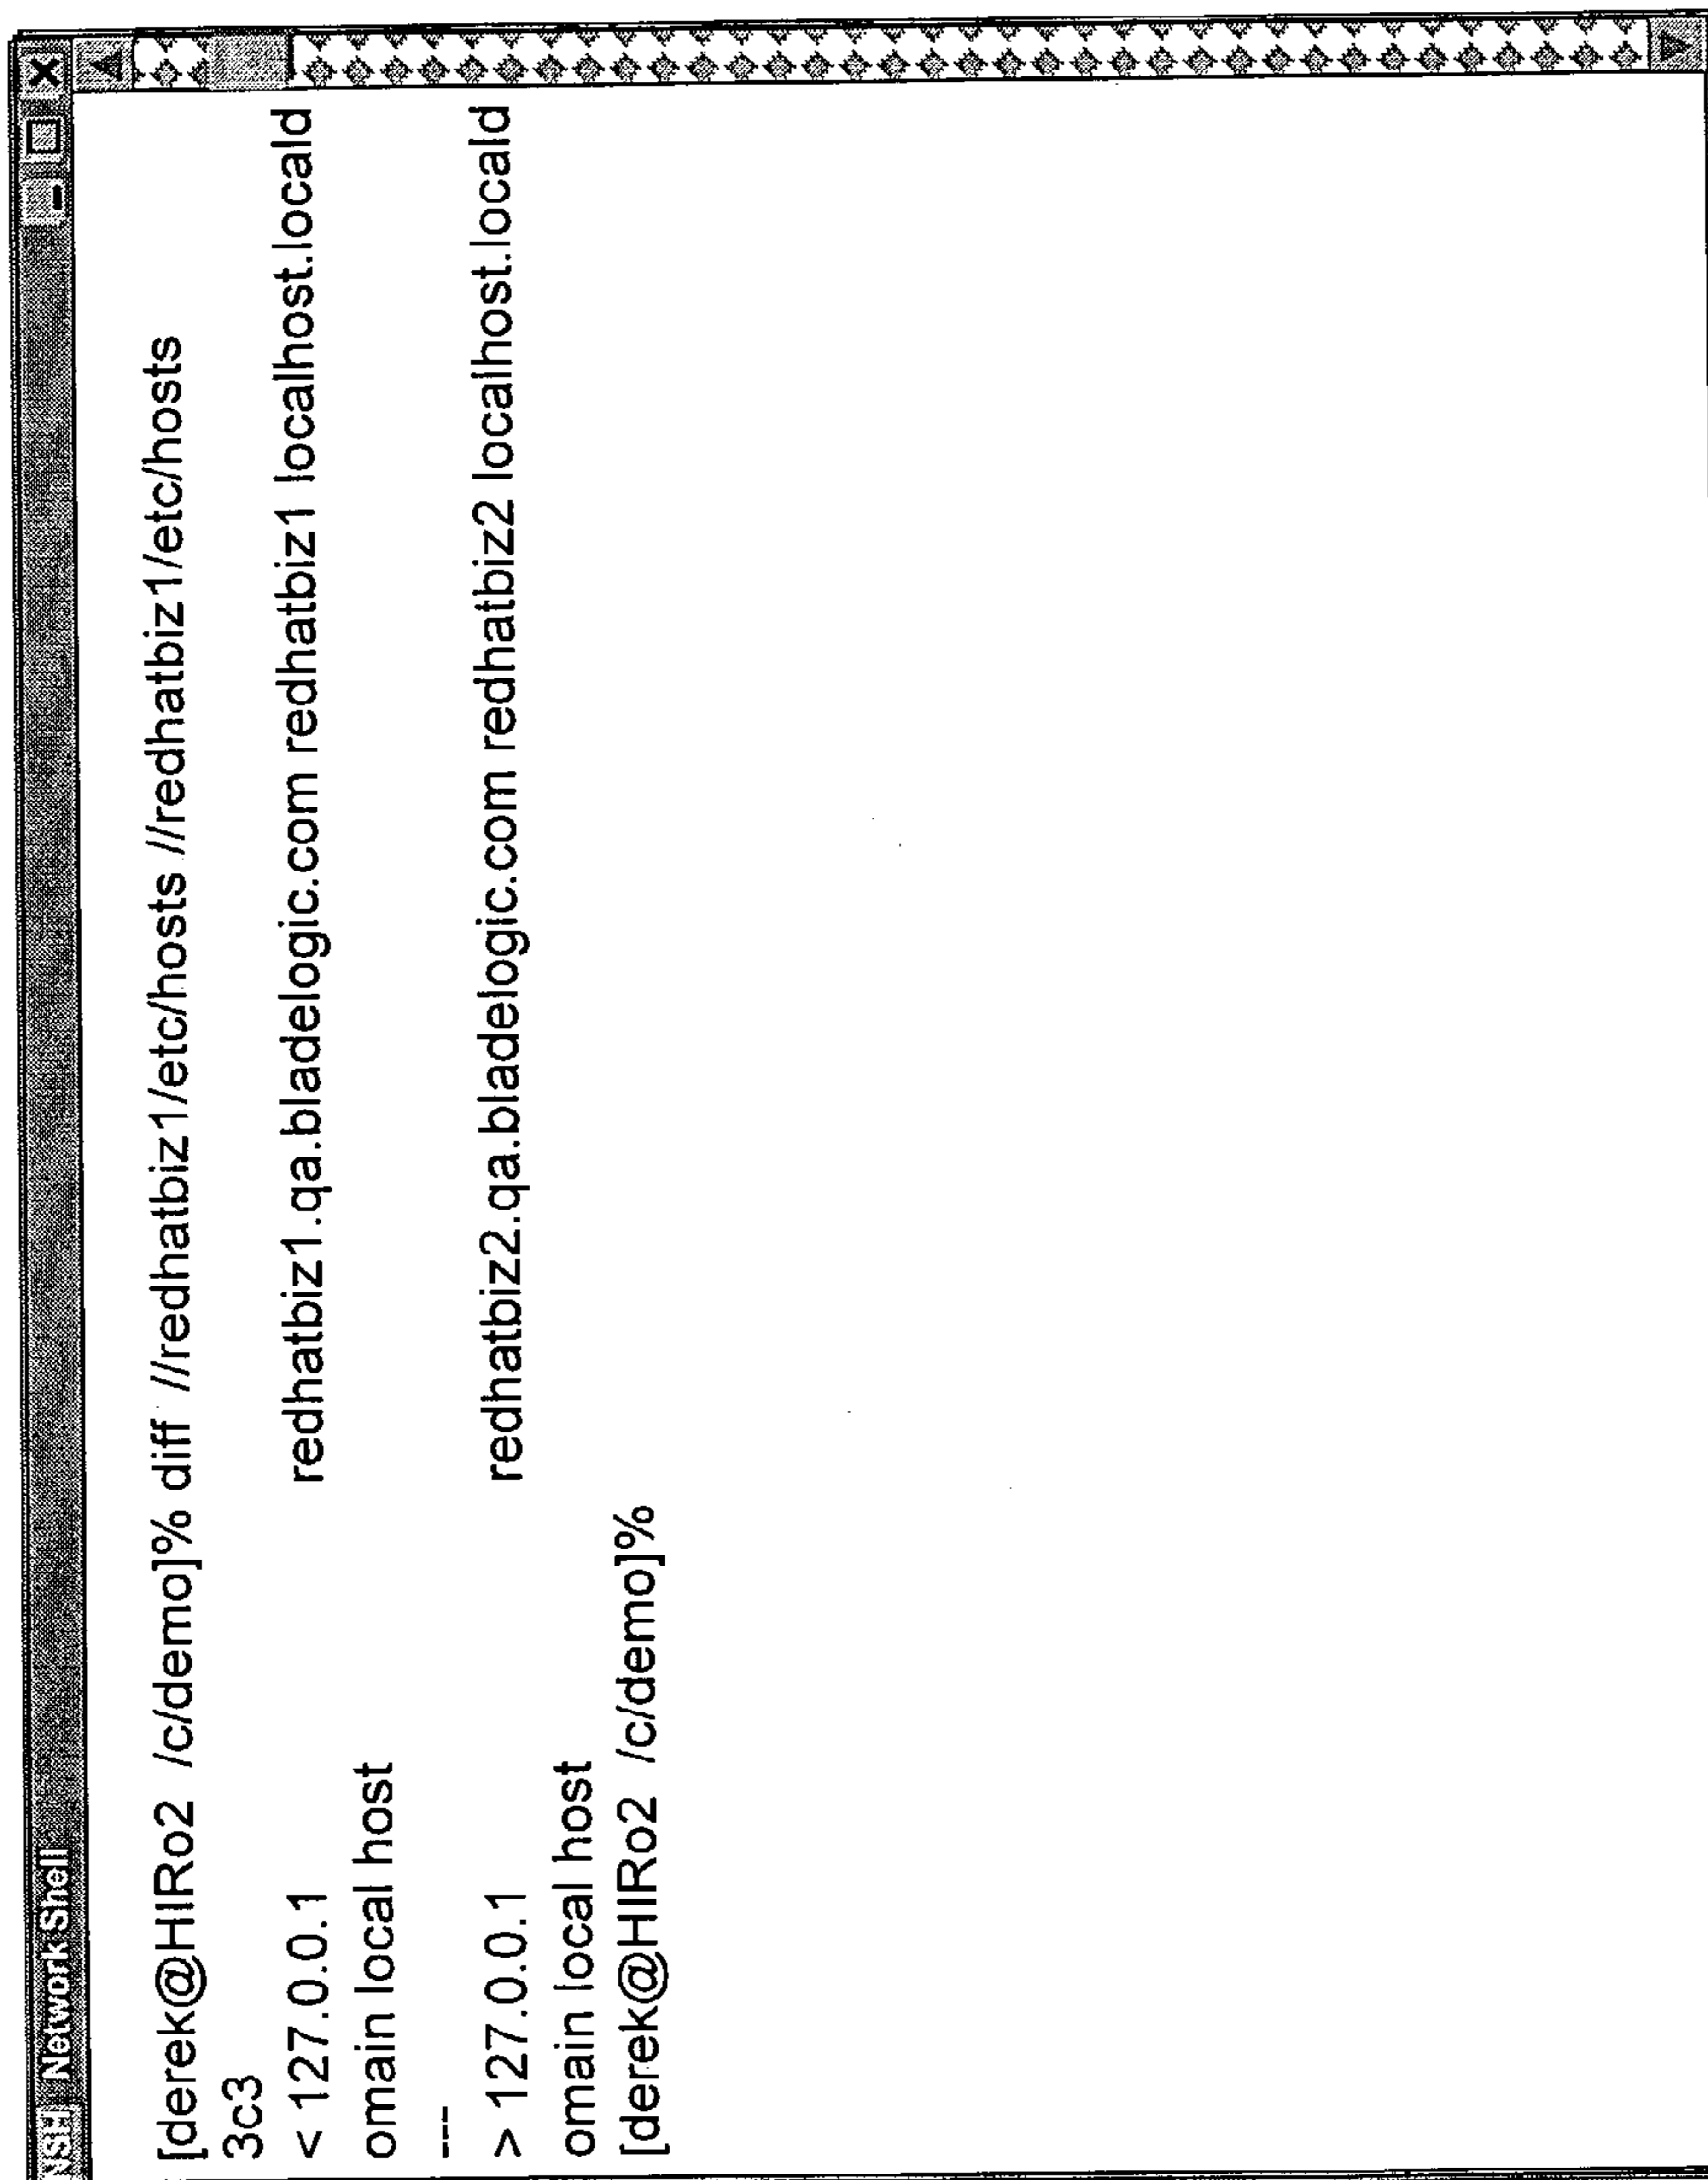 NSH Network Shell
[derek@HIRo2 /c/demo]% diff //redhatbiz1/etc/hosts //redhatbiz1/etc/hosts
3c3
< 127.0.0.1 redhatbiz1.qa.bladelogic.com redhatbiz1 localhost.locald
omain local host
---
> 127.0.0.1 redhatbiz2.qa.bladelogic.com redhatbiz2 localhost.locald
omain local host
[derek@HIRo2 /c/demo]%